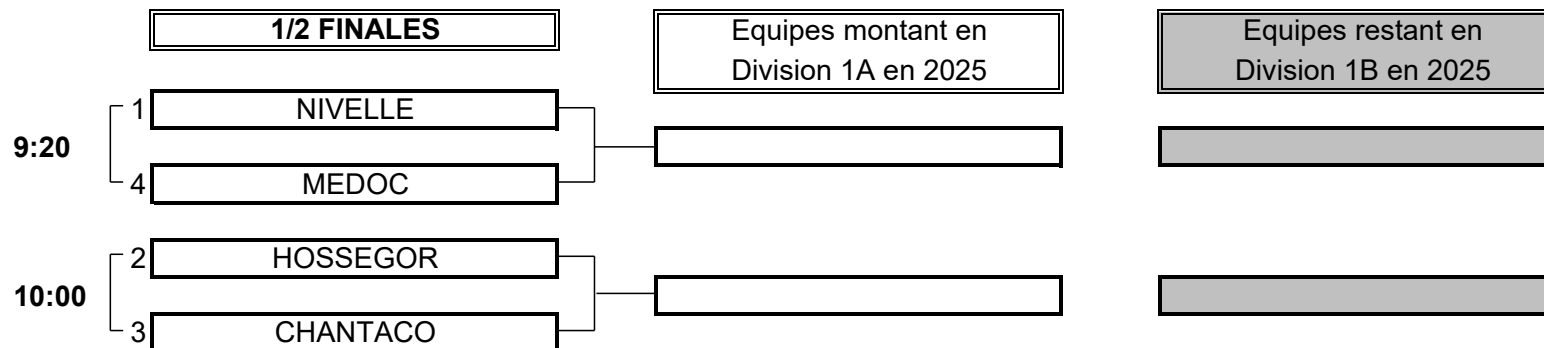 1/2 FINALES
Equipes montant en
Division 1A en 2025
Equipes restant en
Division 1B en 2025
1 NIVELLE
9:20
4 MEDOC
2 HOSSEGOR
10:00
3 CHANTACO